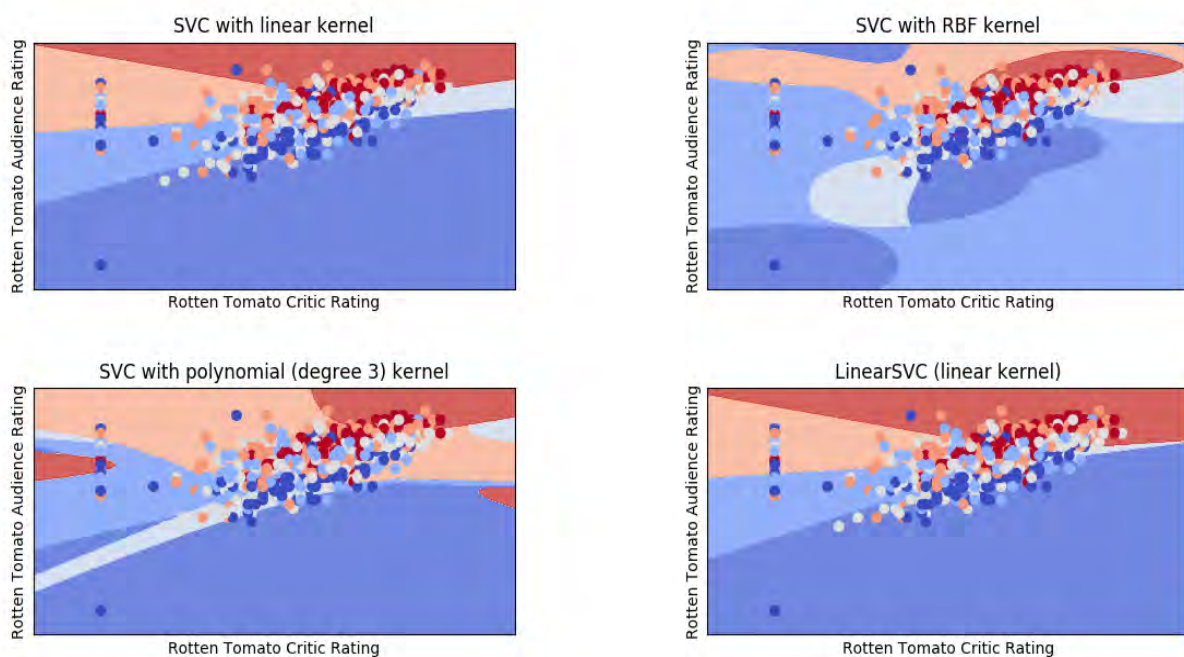 SVC with linear kernel
Rotten Tomato Audience Rating
Rotten Tomato Critic Rating
SVC with RBF kernel
Rotten Tomato Audience Rating
Rotten Tomato Critic Rating
SVC with polynomial (degree 3) kernel
Rotten Tomato Audience Rating
Rotten Tomato Critic Rating
LinearSVC (linear kernel)
Rotten Tomato Audience Rating
Rotten Tomato Critic Rating